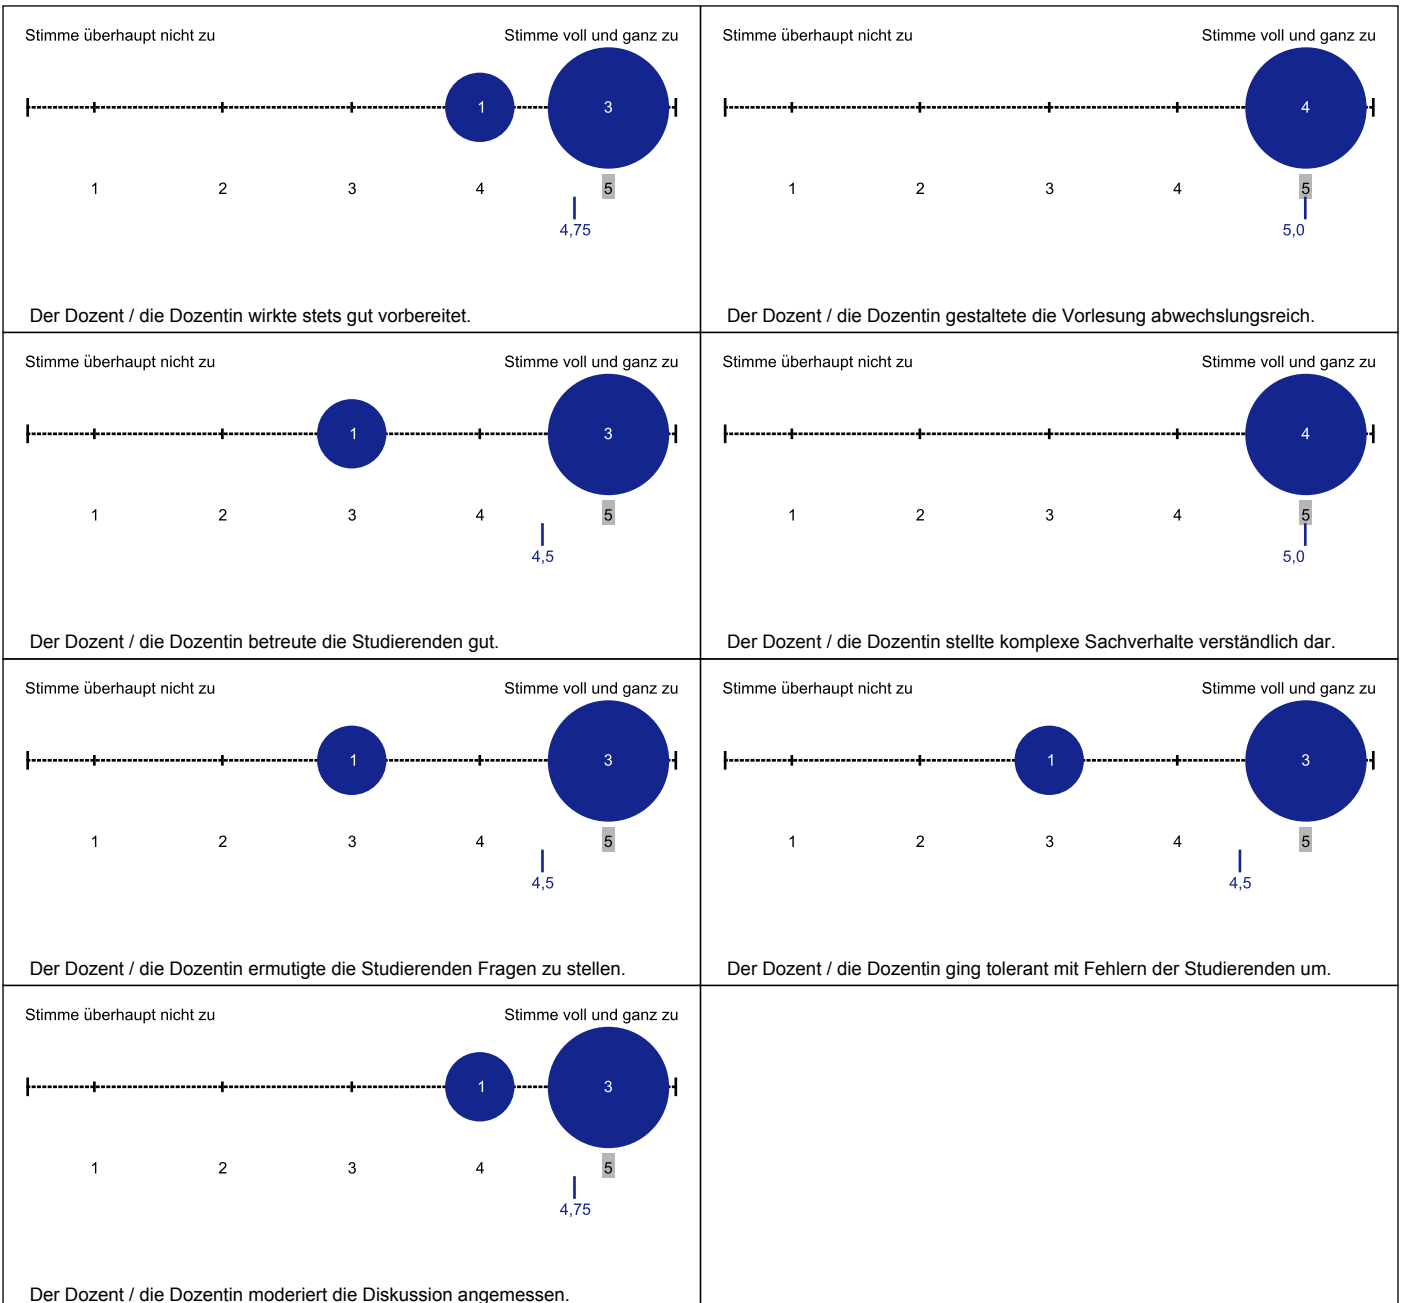 Stimme überhaupt nicht zu Stimme voll und ganz zu
1 3
1 2 3 4 5
4,75
Der Dozent / die Dozentin wirkte stets gut vorbereitet.
Stimme überhaupt nicht zu Stimme voll und ganz zu
4
1 2 3 4 5
5,0
Der Dozent / die Dozentin gestaltete die Vorlesung abwechslungsreich.
Stimme überhaupt nicht zu Stimme voll und ganz zu
1 3
1 2 3 4 5
4,5
Der Dozent / die Dozentin betreute die Studierenden gut.
Stimme überhaupt nicht zu Stimme voll und ganz zu
4
1 2 3 4 5
5,0
Der Dozent / die Dozentin stellte komplexe Sachverhalte verständlich dar.
Stimme überhaupt nicht zu Stimme voll und ganz zu
1 3
1 2 3 4 5
4,5
Der Dozent / die Dozentin ermutigte die Studierenden Fragen zu stellen.
Stimme überhaupt nicht zu Stimme voll und ganz zu
1 3
1 2 3 4 5
4,5
Der Dozent / die Dozentin ging tolerant mit Fehlern der Studierenden um.
Stimme überhaupt nicht zu Stimme voll und ganz zu
1 3
1 2 3 4 5
4,75
Der Dozent / die Dozentin moderiert die Diskussion angemessen.